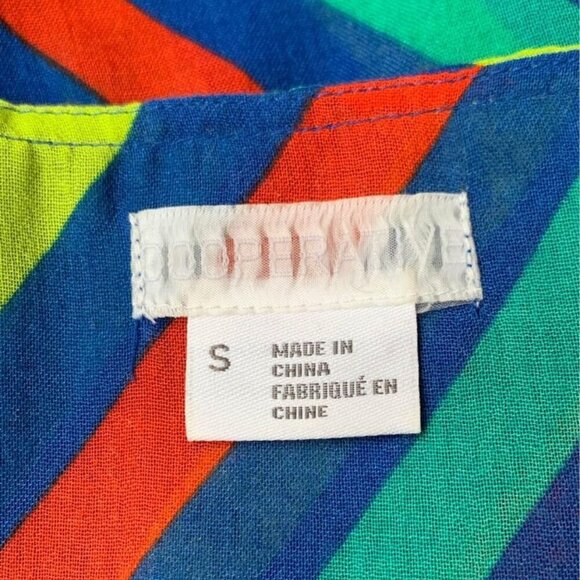 COOPERATIVE
S
MADE IN
CHINA
FABRIQUÉ EN
CHINE